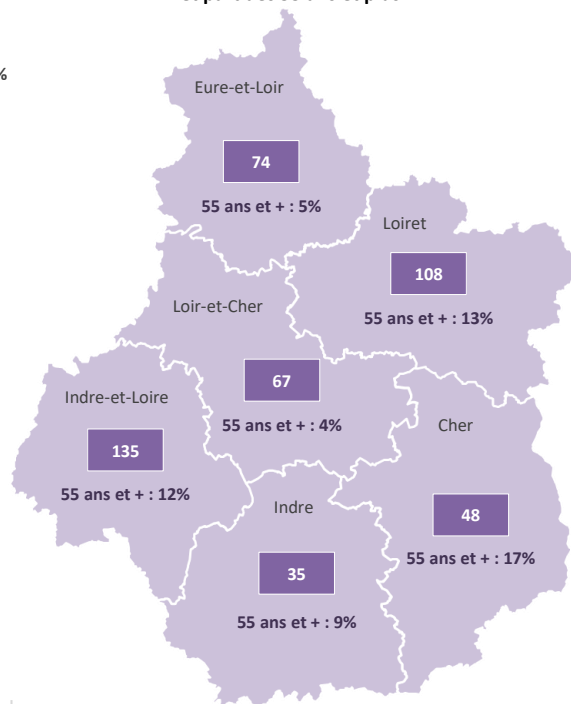 %
Eure-et-Loir
74
55 ans et + : 5%
Loiret
108
55 ans et + : 13%
Loir-et-Cher
67
55 ans et + : 4%
Indre-et-Loire
135
55 ans et + : 12%
Cher
48
55 ans et + : 17%
Indre
35
55 ans et + : 9%